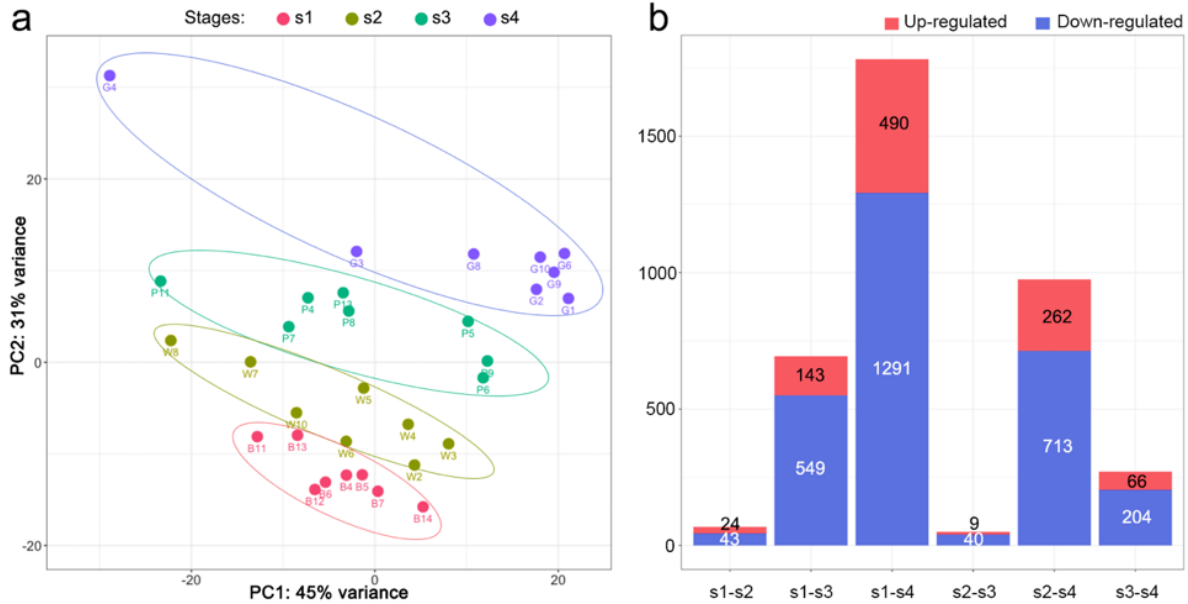 a
Stages: s1 s2 s3 s4
G4
20
G3
G8
G10
G6
G9
G2
G1
P11
P4
P13
P8
P7
P5
P9
P6
0
W8
W7
W5
W10
W4
W6
W3
W2
B11
B13
B12
B6
B4
B5
B7
B14
-20
-20 0 20
PC2: 31% variance
PC1: 45% variance
b
Up-regulated Down-regulated
1500
1000
500
0
24
43
143
549
490
1291
9
40
262
713
66
204
s1-s2 s1-s3 s1-s4 s2-s3 s2-s4 s3-s4